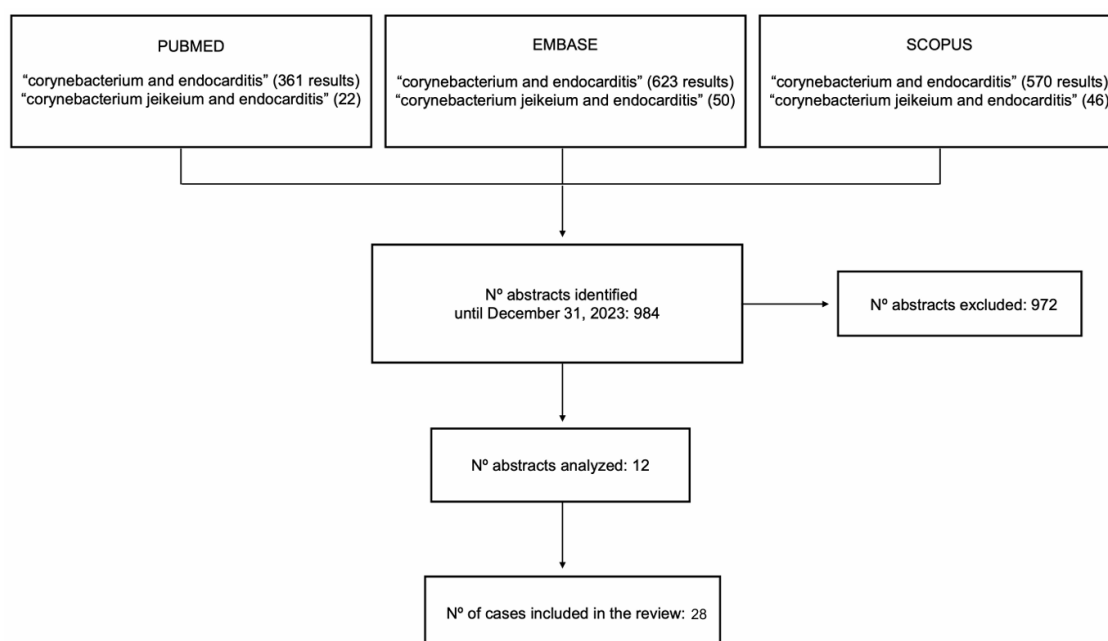 PUBMED
“corynebacterium and endocarditis” (361 results)
“corynebacterium jeikeium and endocarditis” (22)
EMBASE
“corynebacterium and endocarditis” (623 results)
“corynebacterium jeikeium and endocarditis” (50)
SCOPUS
“corynebacterium and endocarditis” (570 results)
“corynebacterium jeikeium and endocarditis” (46)
Nº abstracts identified
until December 31, 2023: 984
Nº abstracts excluded: 972
Nº abstracts analyzed: 12
Nº of cases included in the review: 28